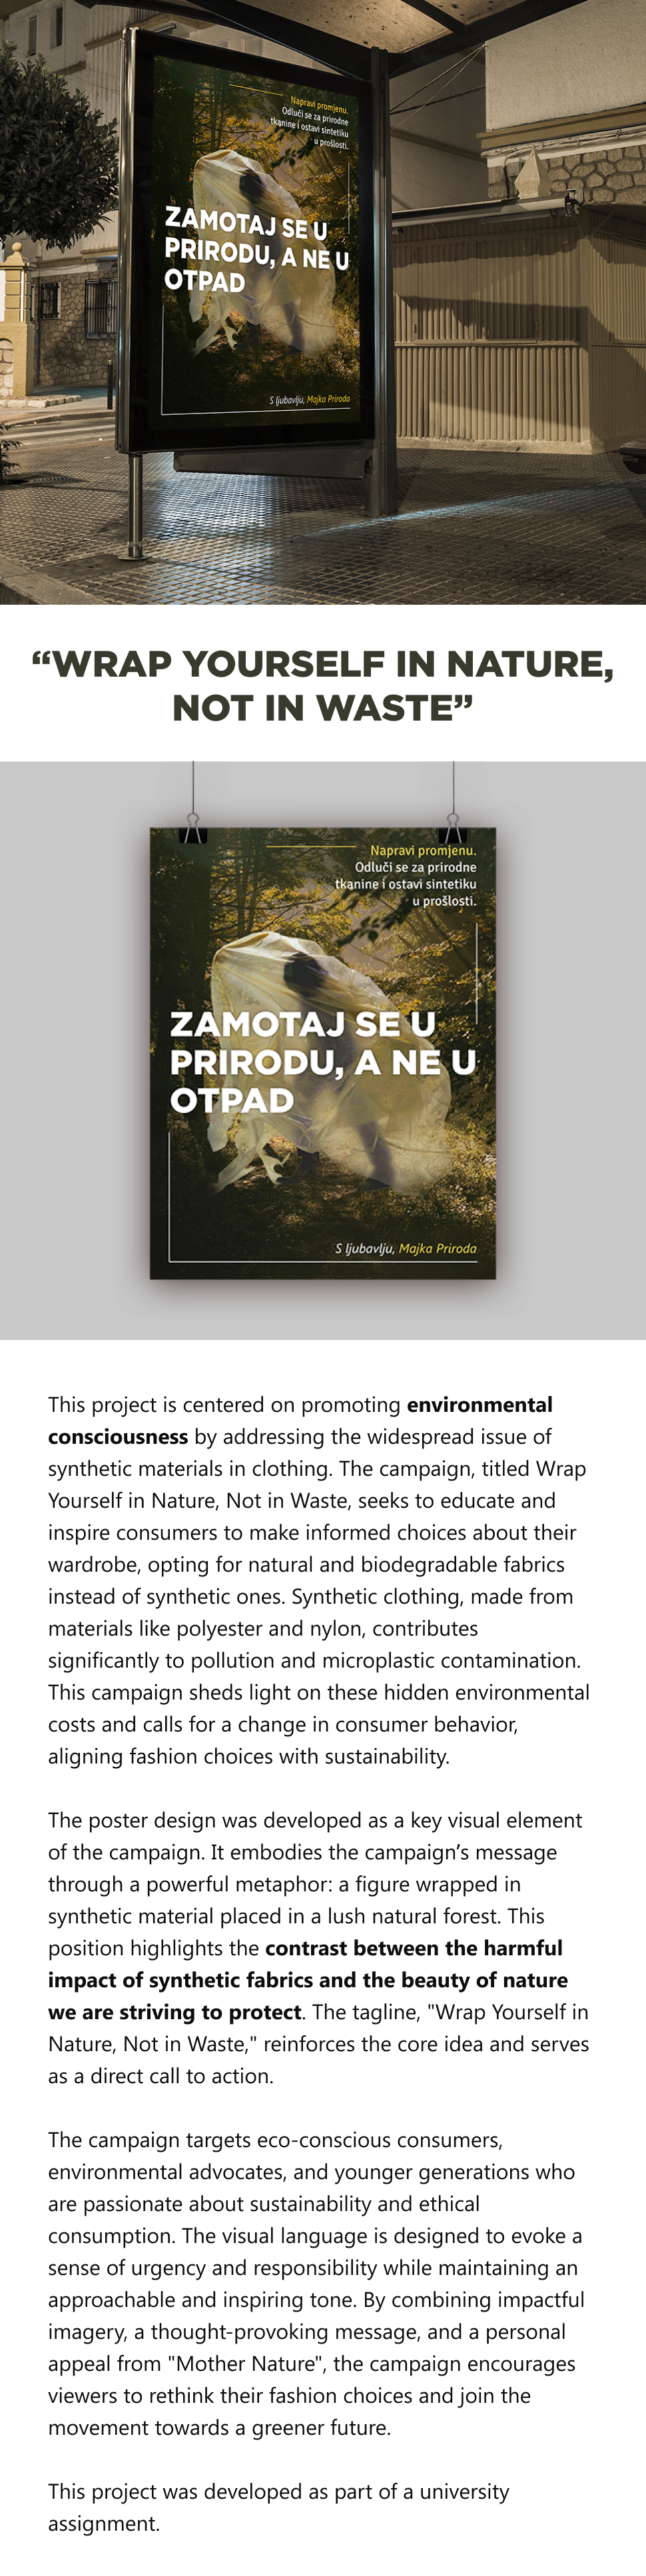 Napravi promjenu.
Odluči se za prirodne
tkanine i ostavi sintetiku
u prošlosti.
ZAMOTAJ SE U
PRIRODU, A NE U
OTPAD
S ljubavlju, Majka Priroda
“WRAP YOURSELF IN NATURE,
NOT IN WASTE”
Napravi promjenu.
Odluči se za prirodne
tkanine i ostavi sintetiku
u prošlosti.
ZAMOTAJ SE U
PRIRODU, A NE U
OTPAD
S ljubavlju, Majka Priroda
This project is centered on promoting environmental
consciousness by addressing the widespread issue of
synthetic materials in clothing. The campaign, titled Wrap
Yourself in Nature, Not in Waste, seeks to educate and
inspire consumers to make informed choices about their
wardrobe, opting for natural and biodegradable fabrics
instead of synthetic ones. Synthetic clothing, made from
materials like polyester and nylon, contributes
significantly to pollution and microplastic contamination.
This campaign sheds light on these hidden environmental
costs and calls for a change in consumer behavior,
aligning fashion choices with sustainability.
The poster design was developed as a key visual element
of the campaign. It embodies the campaign’s message
through a powerful metaphor: a figure wrapped in
synthetic material placed in a lush natural forest. This
position highlights the contrast between the harmful
impact of synthetic fabrics and the beauty of nature
we are striving to protect. The tagline, "Wrap Yourself in
Nature, Not in Waste," reinforces the core idea and serves
as a direct call to action.
The campaign targets eco-conscious consumers,
environmental advocates, and younger generations who
are passionate about sustainability and ethical
consumption. The visual language is designed to evoke a
sense of urgency and responsibility while maintaining an
approachable and inspiring tone. By combining impactful
imagery, a thought-provoking message, and a personal
appeal from "Mother Nature", the campaign encourages
viewers to rethink their fashion choices and join the
movement towards a greener future.
This project was developed as part of a university
assignment.